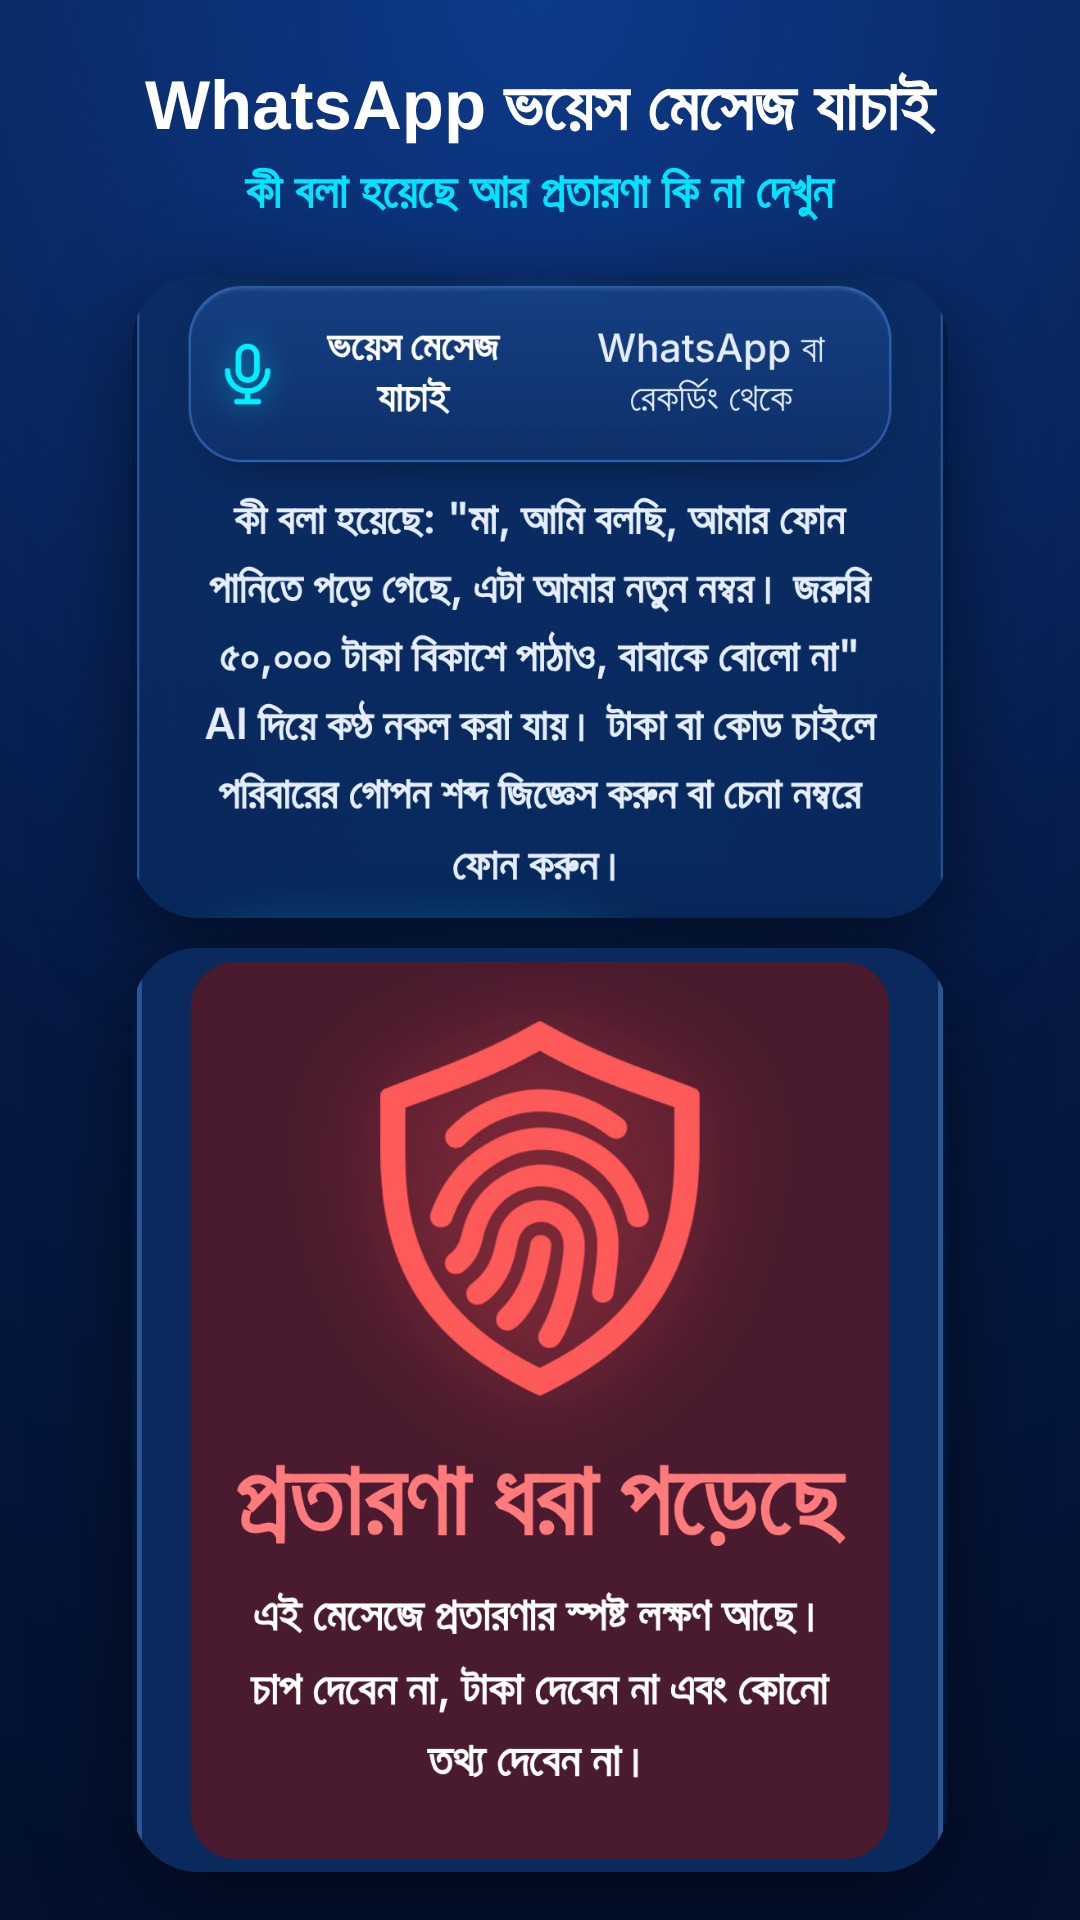 WhatsApp ভয়েস মেসেজ যাচাই
কী বলা হয়েছে আর প্রতারণা কি না দেখুন
ভয়েস মেসেজ
যাচাই
WhatsApp বা
রেকর্ডিং থেকে
কী বলা হয়েছে: "মা, আমি বলছি, আমার ফোন
পানিতে পড়ে গেছে, এটা আমার নতুন নম্বর। জরুরি
৫০,০০০ টাকা বিকাশে পাঠাও, বাবাকে বোলো না"
AI দিয়ে কণ্ঠ নকল করা যায়। টাকা বা কোড চাইলে
পরিবারের গোপন শব্দ জিজ্ঞেস করুন বা চেনা নম্বরে
ফোন করুন।
প্রতারণা ধরা পড়েছে
এই মেসেজে প্রতারণার স্পষ্ট লক্ষণ আছে।
চাপ দেবেন না, টাকা দেবেন না এবং কোনো
তথ্য দেবেন না।